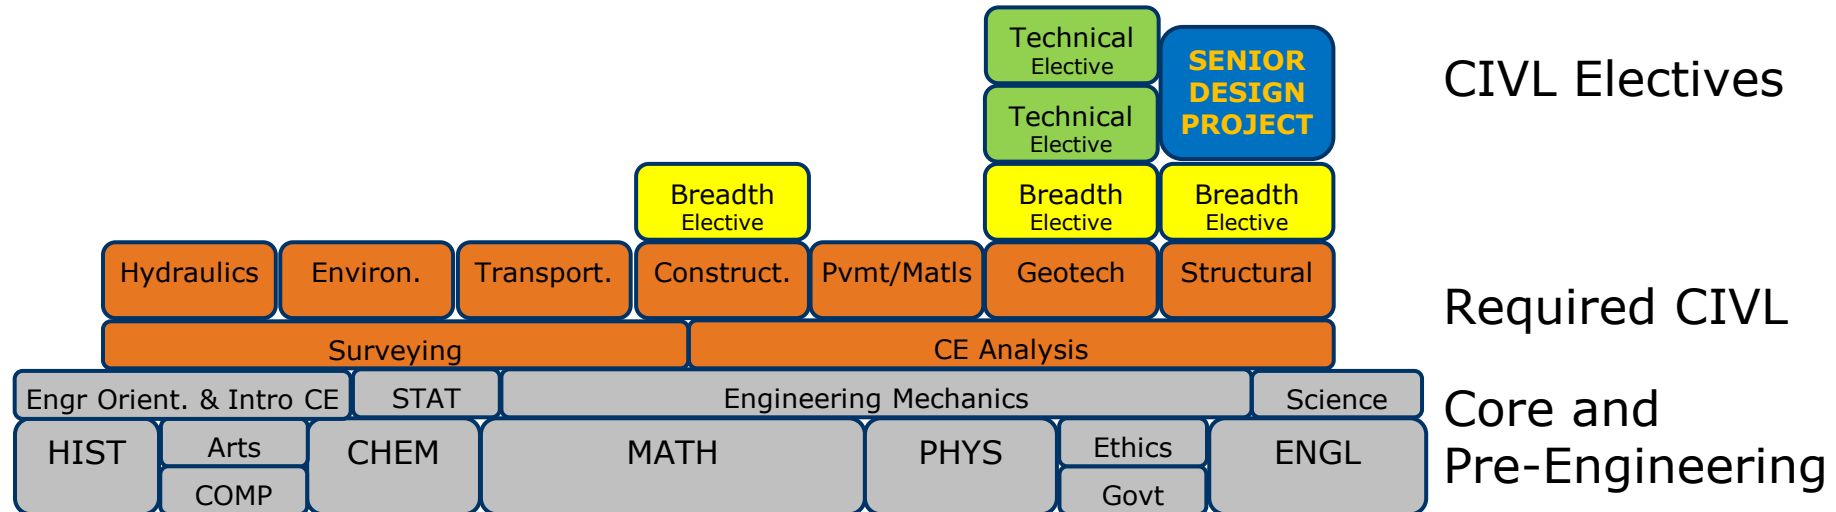 Technical
Elective
SENIOR
DESIGN
PROJECT
CIVL Electives
Technical
Elective
Breadth
Elective
Breadth
Elective
Breadth
Elective
Hydraulics
Environ.
Transport.
Construct.
Pvmt/Matls
Geotech
Structural
Required CIVL
Surveying
CE Analysis
Engr Orient. & Intro CE
STAT
Engineering Mechanics
Science
Core and
Pre-Engineering
HIST
Arts
COMP
CHEM
MATH
PHYS
Ethics
Govt
ENGL